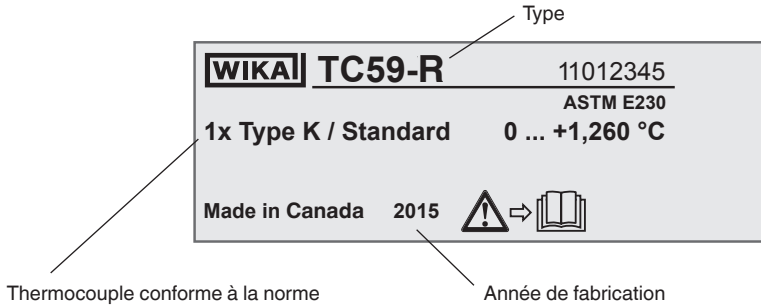 Type
WIKA TC59-R 11012345
ASTM E230
1x Type K / Standard 0 ... +1,260 °C
Made in Canada 2015
Thermocouple conforme à la norme
Année de fabrication